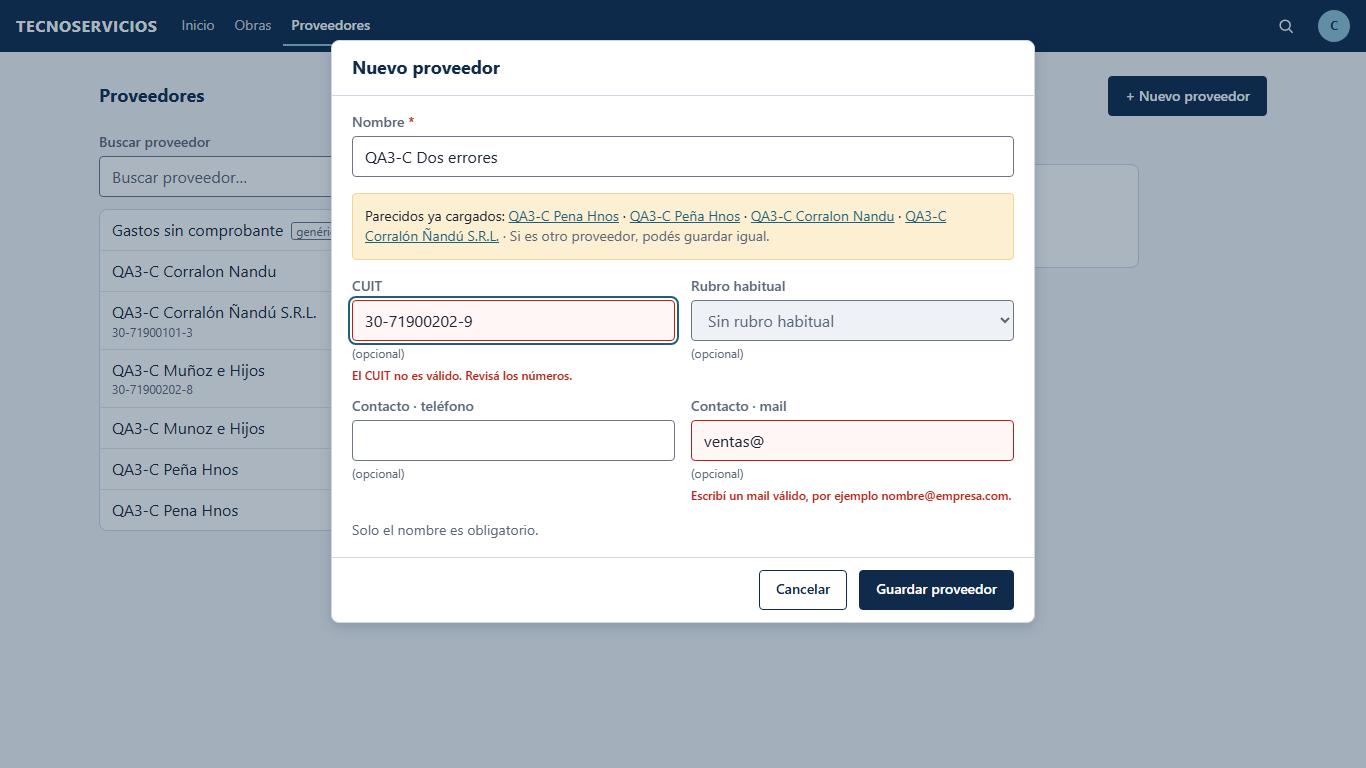 TECNOSERVICIOS Inicio Obras Proveedores C
Proveedores
+ Nuevo proveedor
Buscar proveedor
Buscar proveedor...
Gastos sin comprobante
QA3-C Corralon Nandu
QA3-C Corralón Ñandú S.R.L.
30-71900101-3
QA3-C Muñoz e Hijos
30-71900202-8
QA3-C Munoz e Hijos
QA3-C Peña Hnos
QA3-C Pena Hnos
Nuevo proveedor
Nombre *
QA3-C Dos errores
Parecidos ya cargados: QA3-C Pena Hnos · QA3-C Peña Hnos · QA3-C Corralon Nandu · QA3-C
Corralón Ñandú S.R.L. · Si es otro proveedor, podés guardar igual.
CUIT
30-71900202-9
(opcional)
El CUIT no es válido. Revisá los números.
Rubro habitual
Sin rubro habitual
(opcional)
Contacto · teléfono
(opcional)
Contacto · mail
ventas@
(opcional)
Escribí un mail válido, por ejemplo nombre@empresa.com.
Solo el nombre es obligatorio.
Cancelar
Guardar proveedor